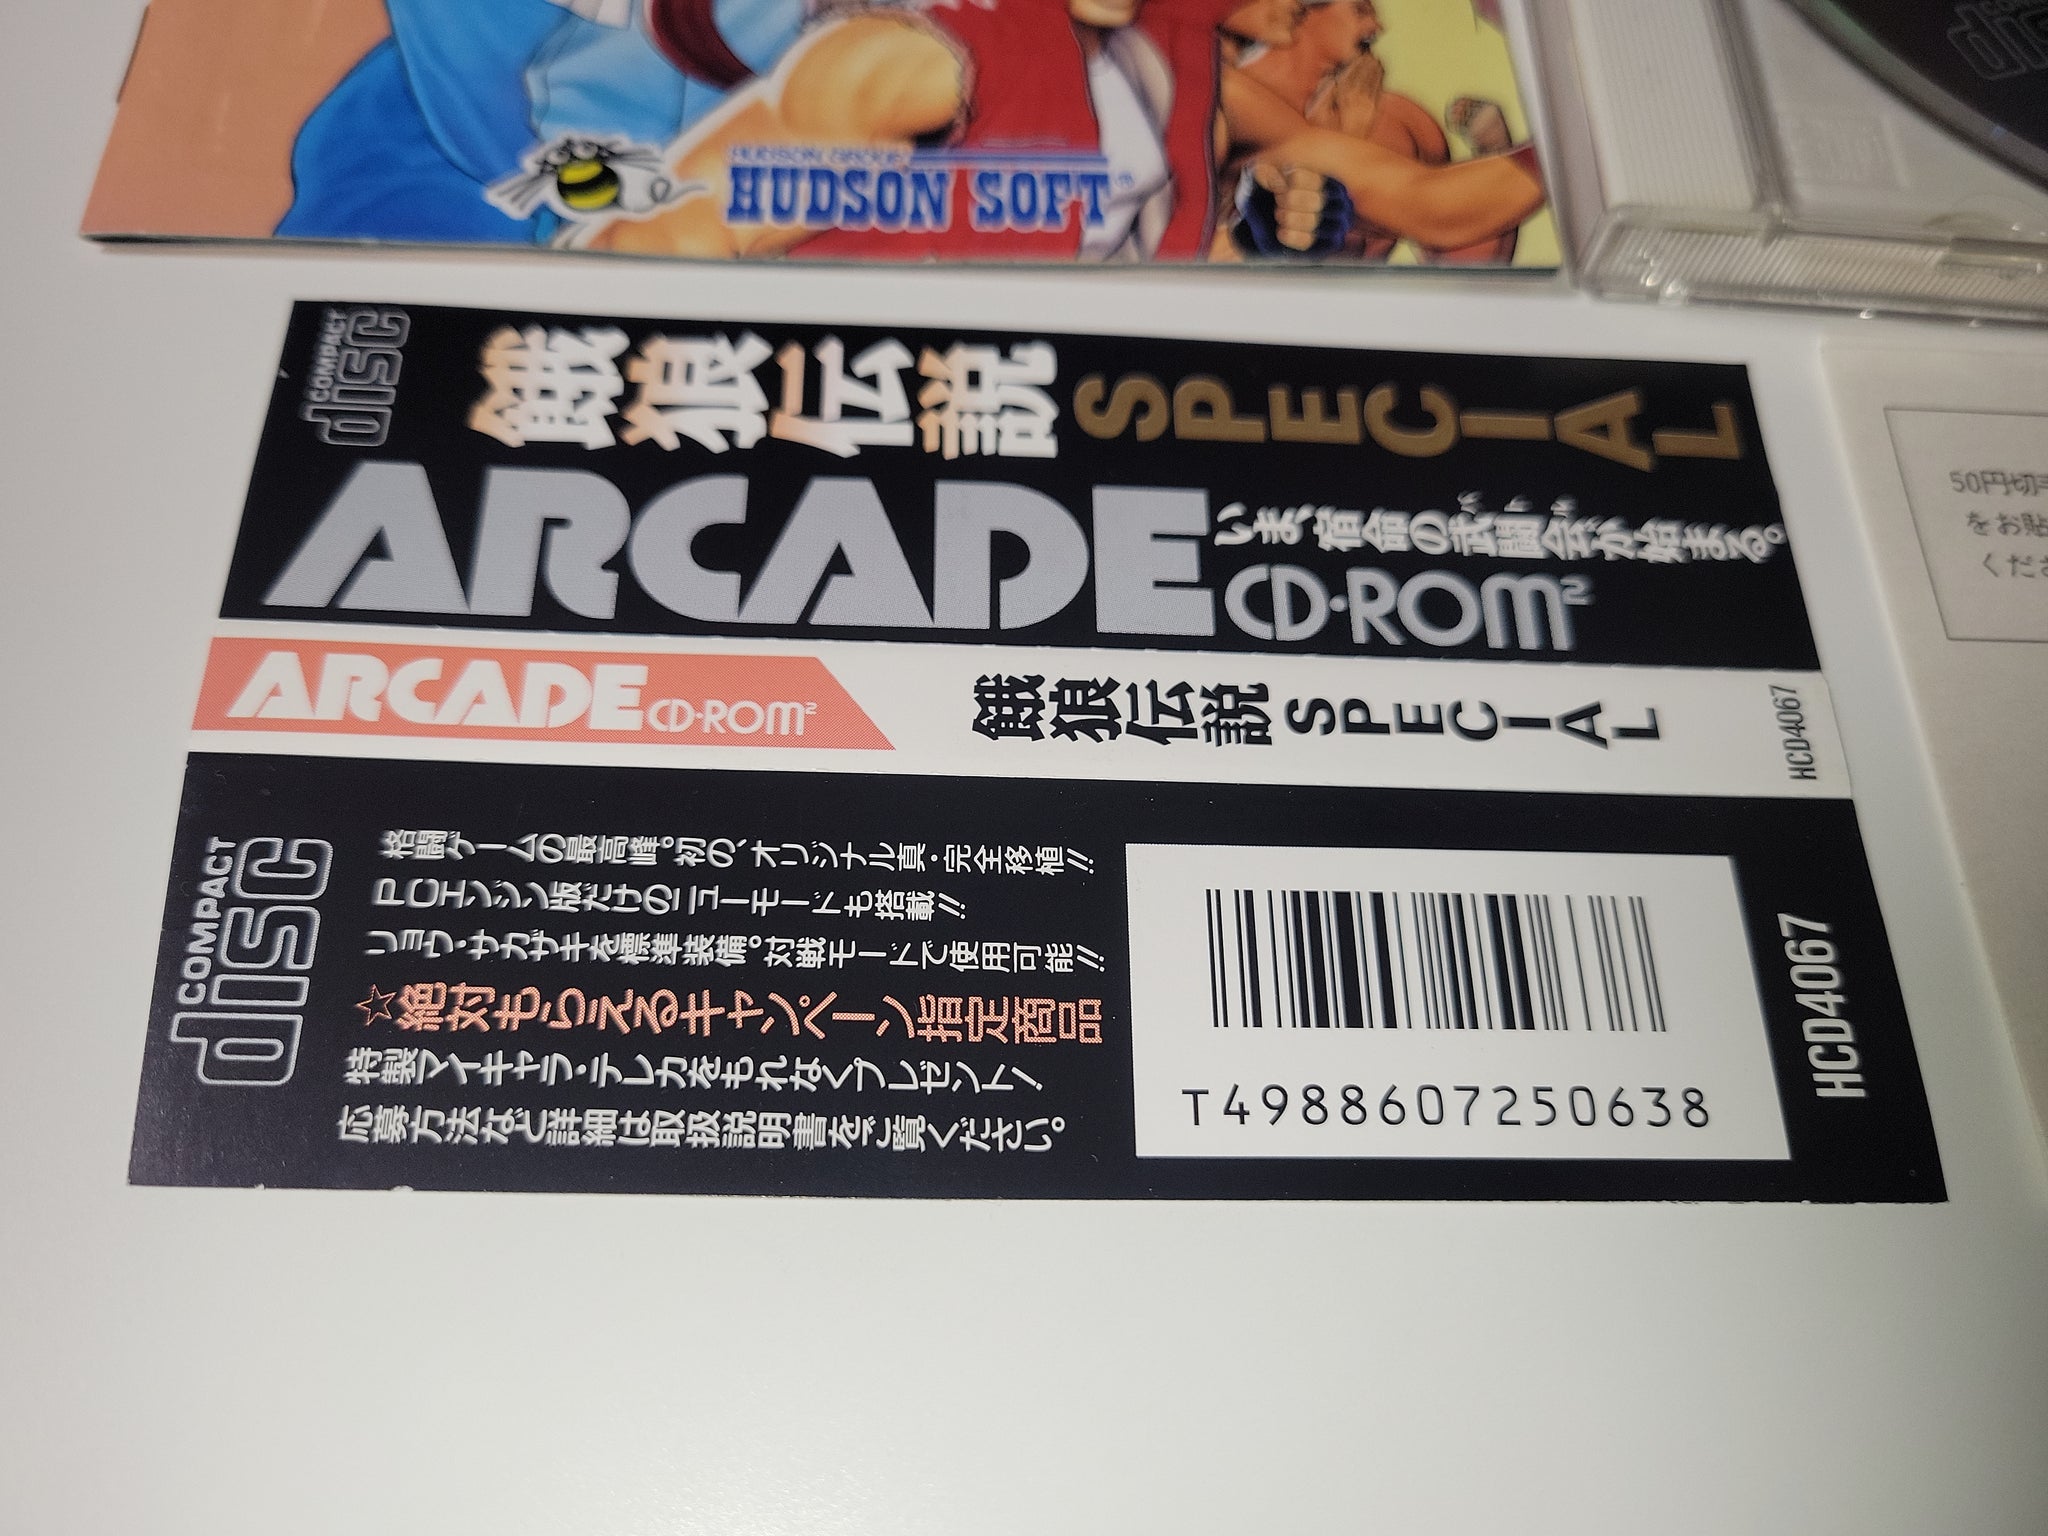 HUDSON GROUP
HUDSON SOFT
COMPACT
disc
餓狼伝説 SPECIAL
いま、宿命の武闘会が始まる。
バトル
ARCADE CD-ROM²
ARCADE CD-ROM²
餓狼伝説 SPECIAL
HCD4067
COMPACT
disc
格闘ゲームの最高峰。初の、オリジナル真・完全移植!!
PCエンジン版だけのニューモードも搭載!!
リョウ・サカザキを標準装備。対戦モードで使用可能!!
☆絶対もらえるキャンペーン指定商品
特製マイキャラ・テレカをもれなくプレゼント!
応募方法など詳細は取扱説明書をご覧ください。
T4988607250638
HCD4067
50円切
をお貼
くださ
disc